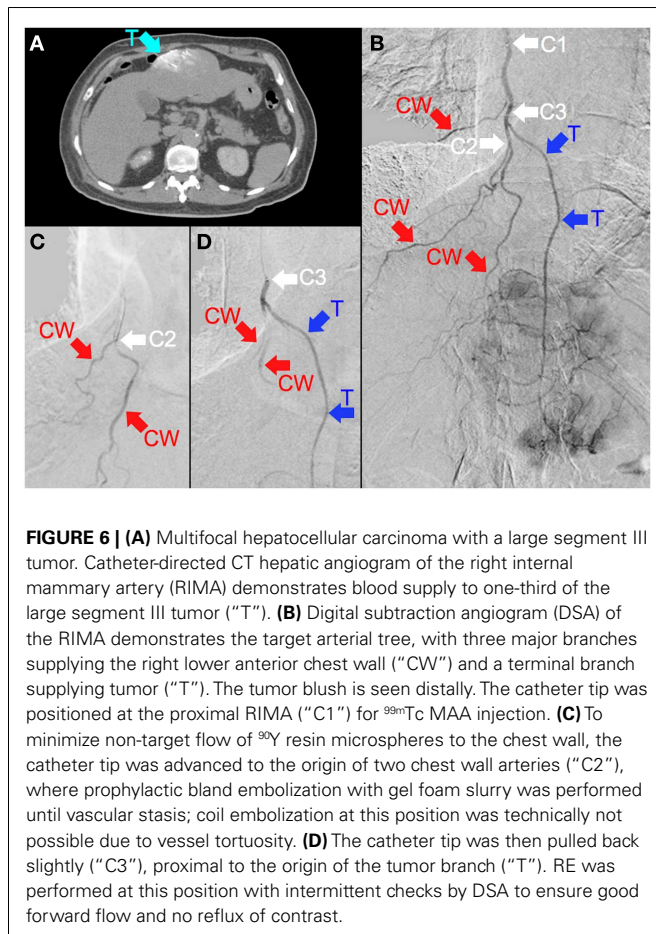 A
T
B
C1
CW
C3
C2
T
T
CW
CW
C
CW
C2
CW
D
C3
CW
T
CW
T
FIGURE 6 | (A) Multifocal hepatocellular carcinoma with a large segment III
tumor. Catheter-directed CT hepatic angiogram of the right internal
mammary artery (RIMA) demonstrates blood supply to one-third of the
large segment III tumor (“T”). (B) Digital subtraction angiogram (DSA) of
the RIMA demonstrates the target arterial tree, with three major branches
supplying the right lower anterior chest wall (“CW”) and a terminal branch
supplying tumor (“T”). The tumor blush is seen distally. The catheter tip was
positioned at the proximal RIMA (“C1”) for 99mTc MAA injection. (C) To
minimize non-target flow of 90Y resin microspheres to the chest wall, the
catheter tip was advanced to the origin of two chest wall arteries (“C2”),
where prophylactic bland embolization with gel foam slurry was performed
until vascular stasis; coil embolization at this position was technically not
possible due to vessel tortuosity. (D) The catheter tip was then pulled back
slightly (“C3”), proximal to the origin of the tumor branch (“T”). RE was
performed at this position with intermittent checks by DSA to ensure good
forward flow and no reflux of contrast.